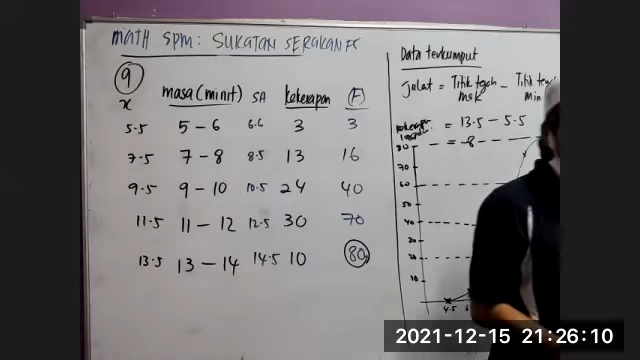 math spm: SUKATAN SERAKAN F5
9
x masa (minit) SA kekerapan (F)
5.5 5 – 6 6.6 3 3
7.5 7 – 8 8.5 13 16
9.5 9 – 10 10.5 24 40
11.5 11 – 12 12.5 30 70
13.5 13 – 14 14.5 10 80
Data terkumpul
Julat = Titik tgoh – Titik
msk min
= 13.5 – 5.5
= 8
kekerapan
80
70
60
50
40
30
20
10
4.5
2021-12-15 21:26:10